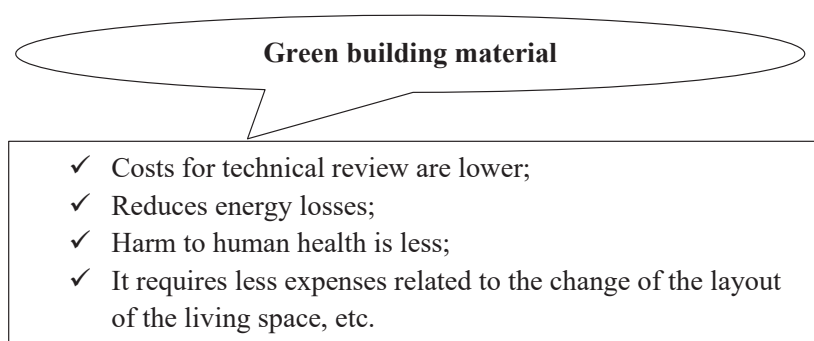 Green building material
✓ Costs for technical review are lower;
✓ Reduces energy losses;
✓ Harm to human health is less;
✓ It requires less expenses related to the change of the layout
of the living space, etc.